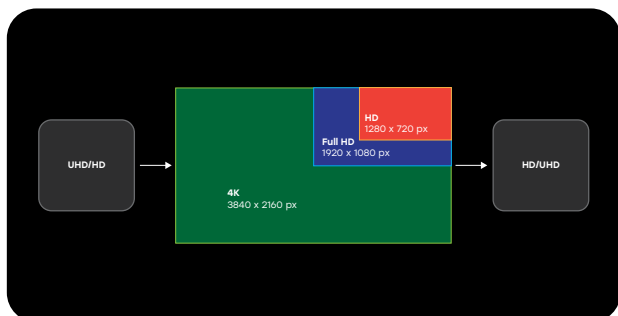 UHD/HD
HD
1280 x 720 px
Full HD
1920 x 1080 px
4K
3840 x 2160 px
HD/UHD